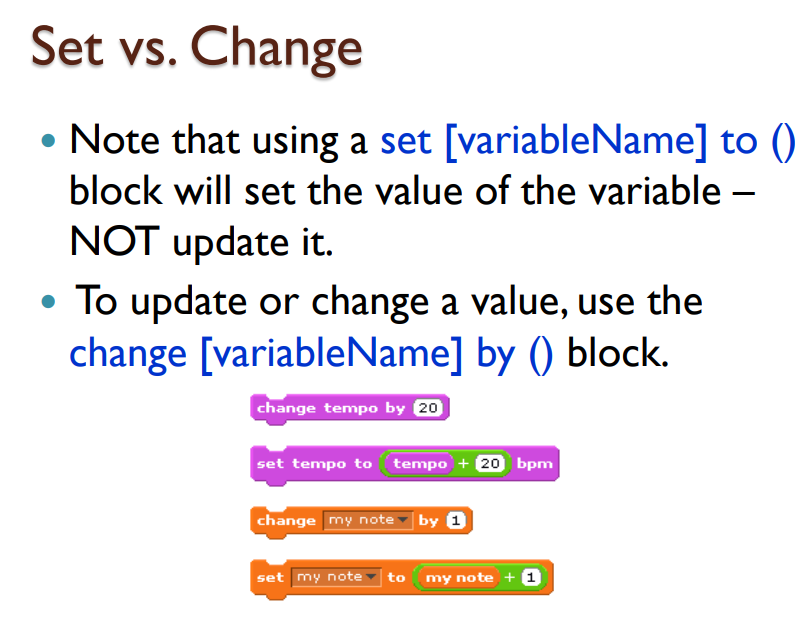 Set vs. Change
• Note that using a set [variableName] to ()
block will set the value of the variable –
NOT update it.
• To update or change a value, use the
change [variableName] by () block.
change tempo by 20
set tempo to tempo + 20 bpm
change my note by 1
set my note to my note + 1